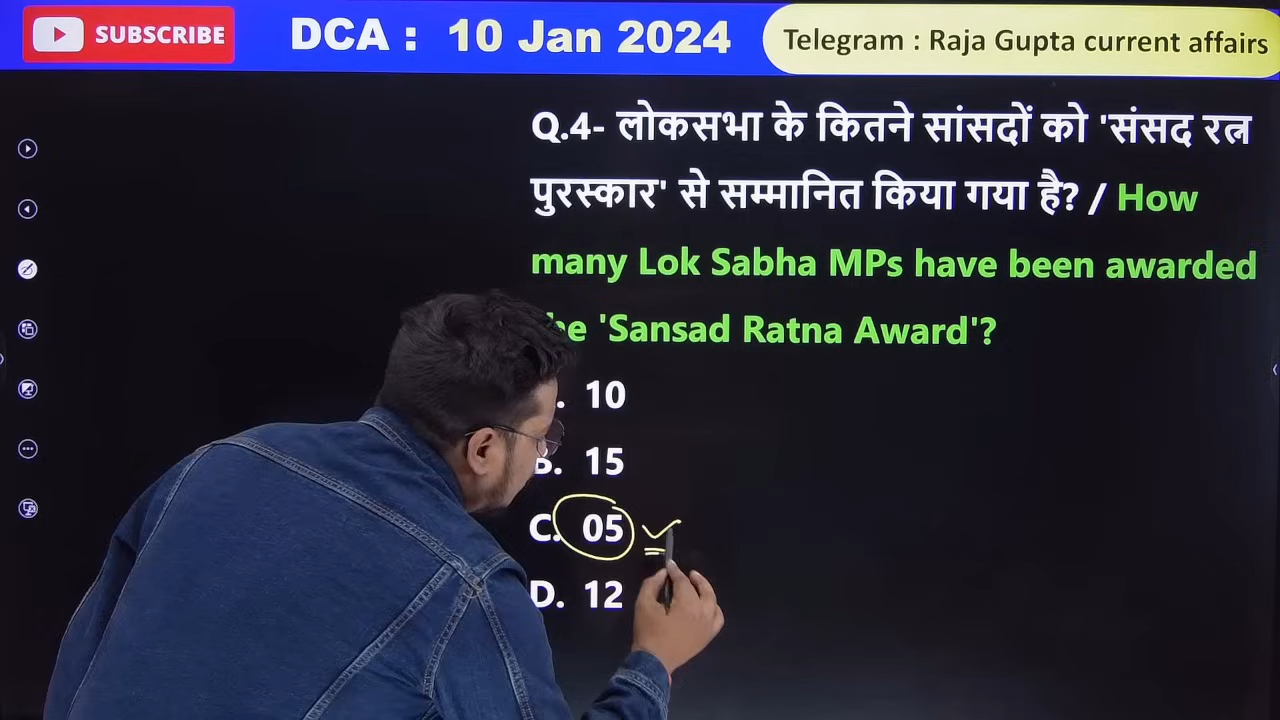 SUBSCRIBE
DCA : 10 Jan 2024
Telegram : Raja Gupta current affairs
Q.4- लोकसभा के कितने सांसदों को 'संसद रत्न
पुरस्कार' से सम्मानित किया गया है? / How
many Lok Sabha MPs have been awarded
'Sansad Ratna Award'?
10
B. 15
C. 05
D. 12